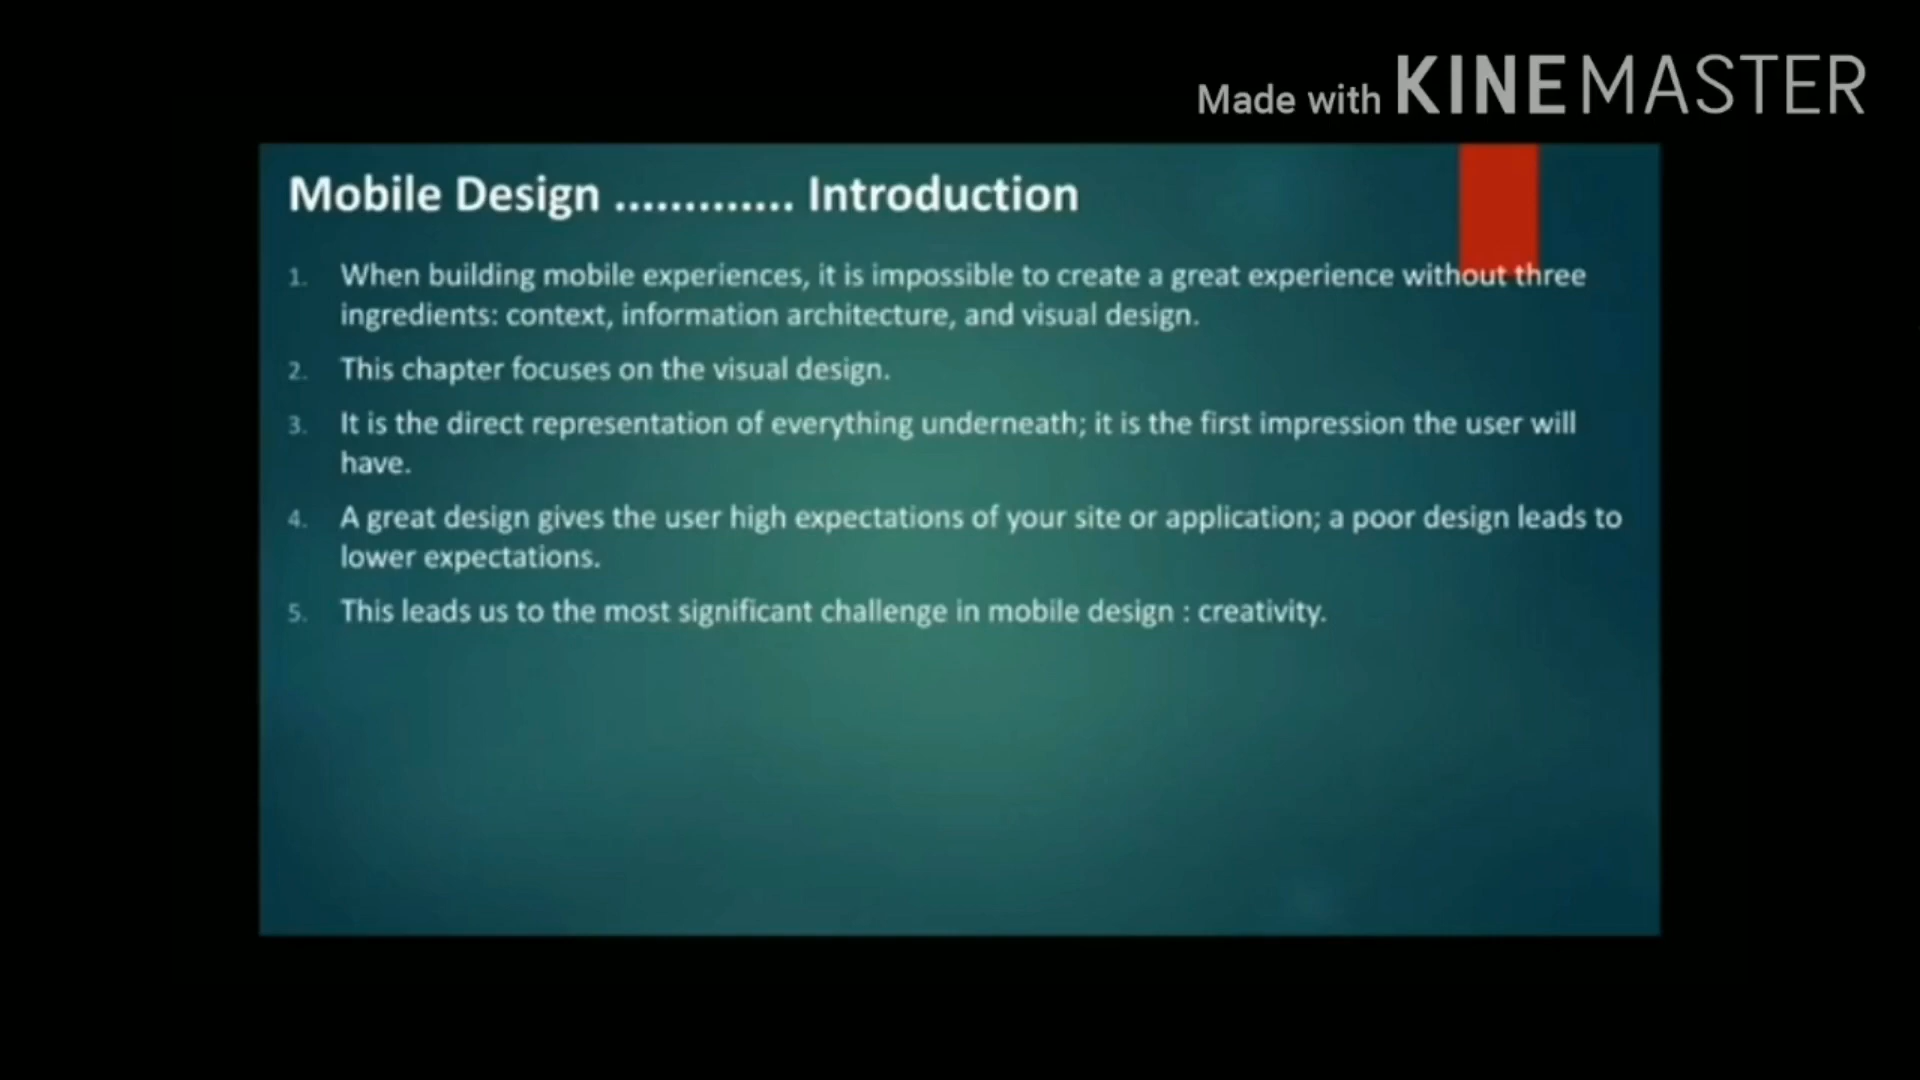 Made with KINEMASTER
Mobile Design ............. Introduction
1. When building mobile experiences, it is impossible to create a great experience without three
ingredients: context, information architecture, and visual design.
2. This chapter focuses on the visual design.
3. It is the direct representation of everything underneath; it is the first impression the user will
have.
4. A great design gives the user high expectations of your site or application; a poor design leads to
lower expectations.
5. This leads us to the most significant challenge in mobile design : creativity.